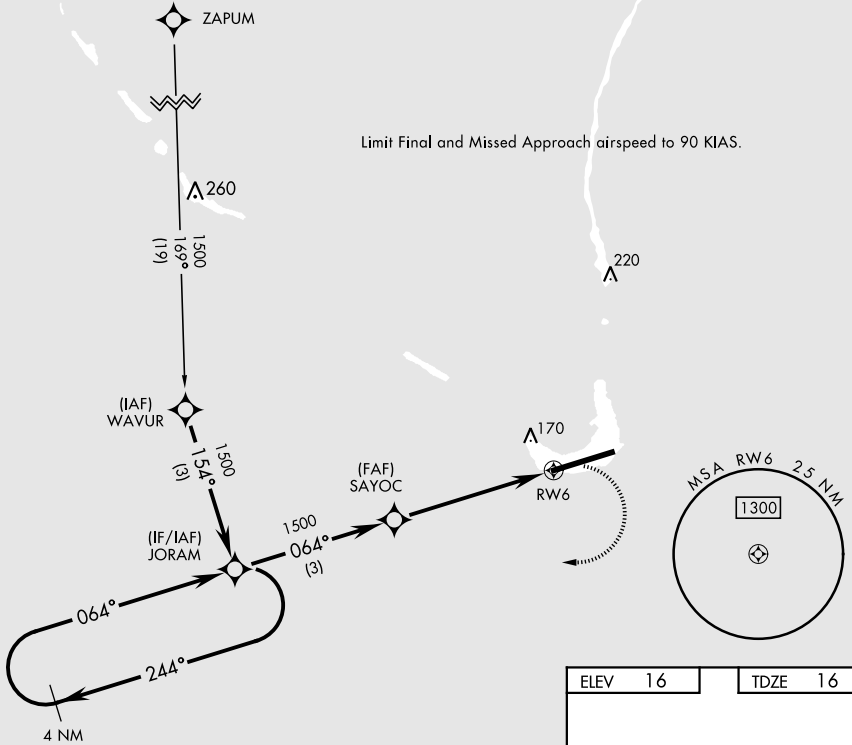 ZAPUM
Limit Final and Missed Approach airspeed to 90 KIAS.
260
1500
169°
(19)
220
(IAF)
WAVUR
1500
154°
(3)
170
(FAF)
SAYOC
RW6
MSA RW6 25 NM
1300
(IF/IAF)
JORAM
1500
064°
(3)
064°
244°
4 NM
ELEV 16
TDZE 16